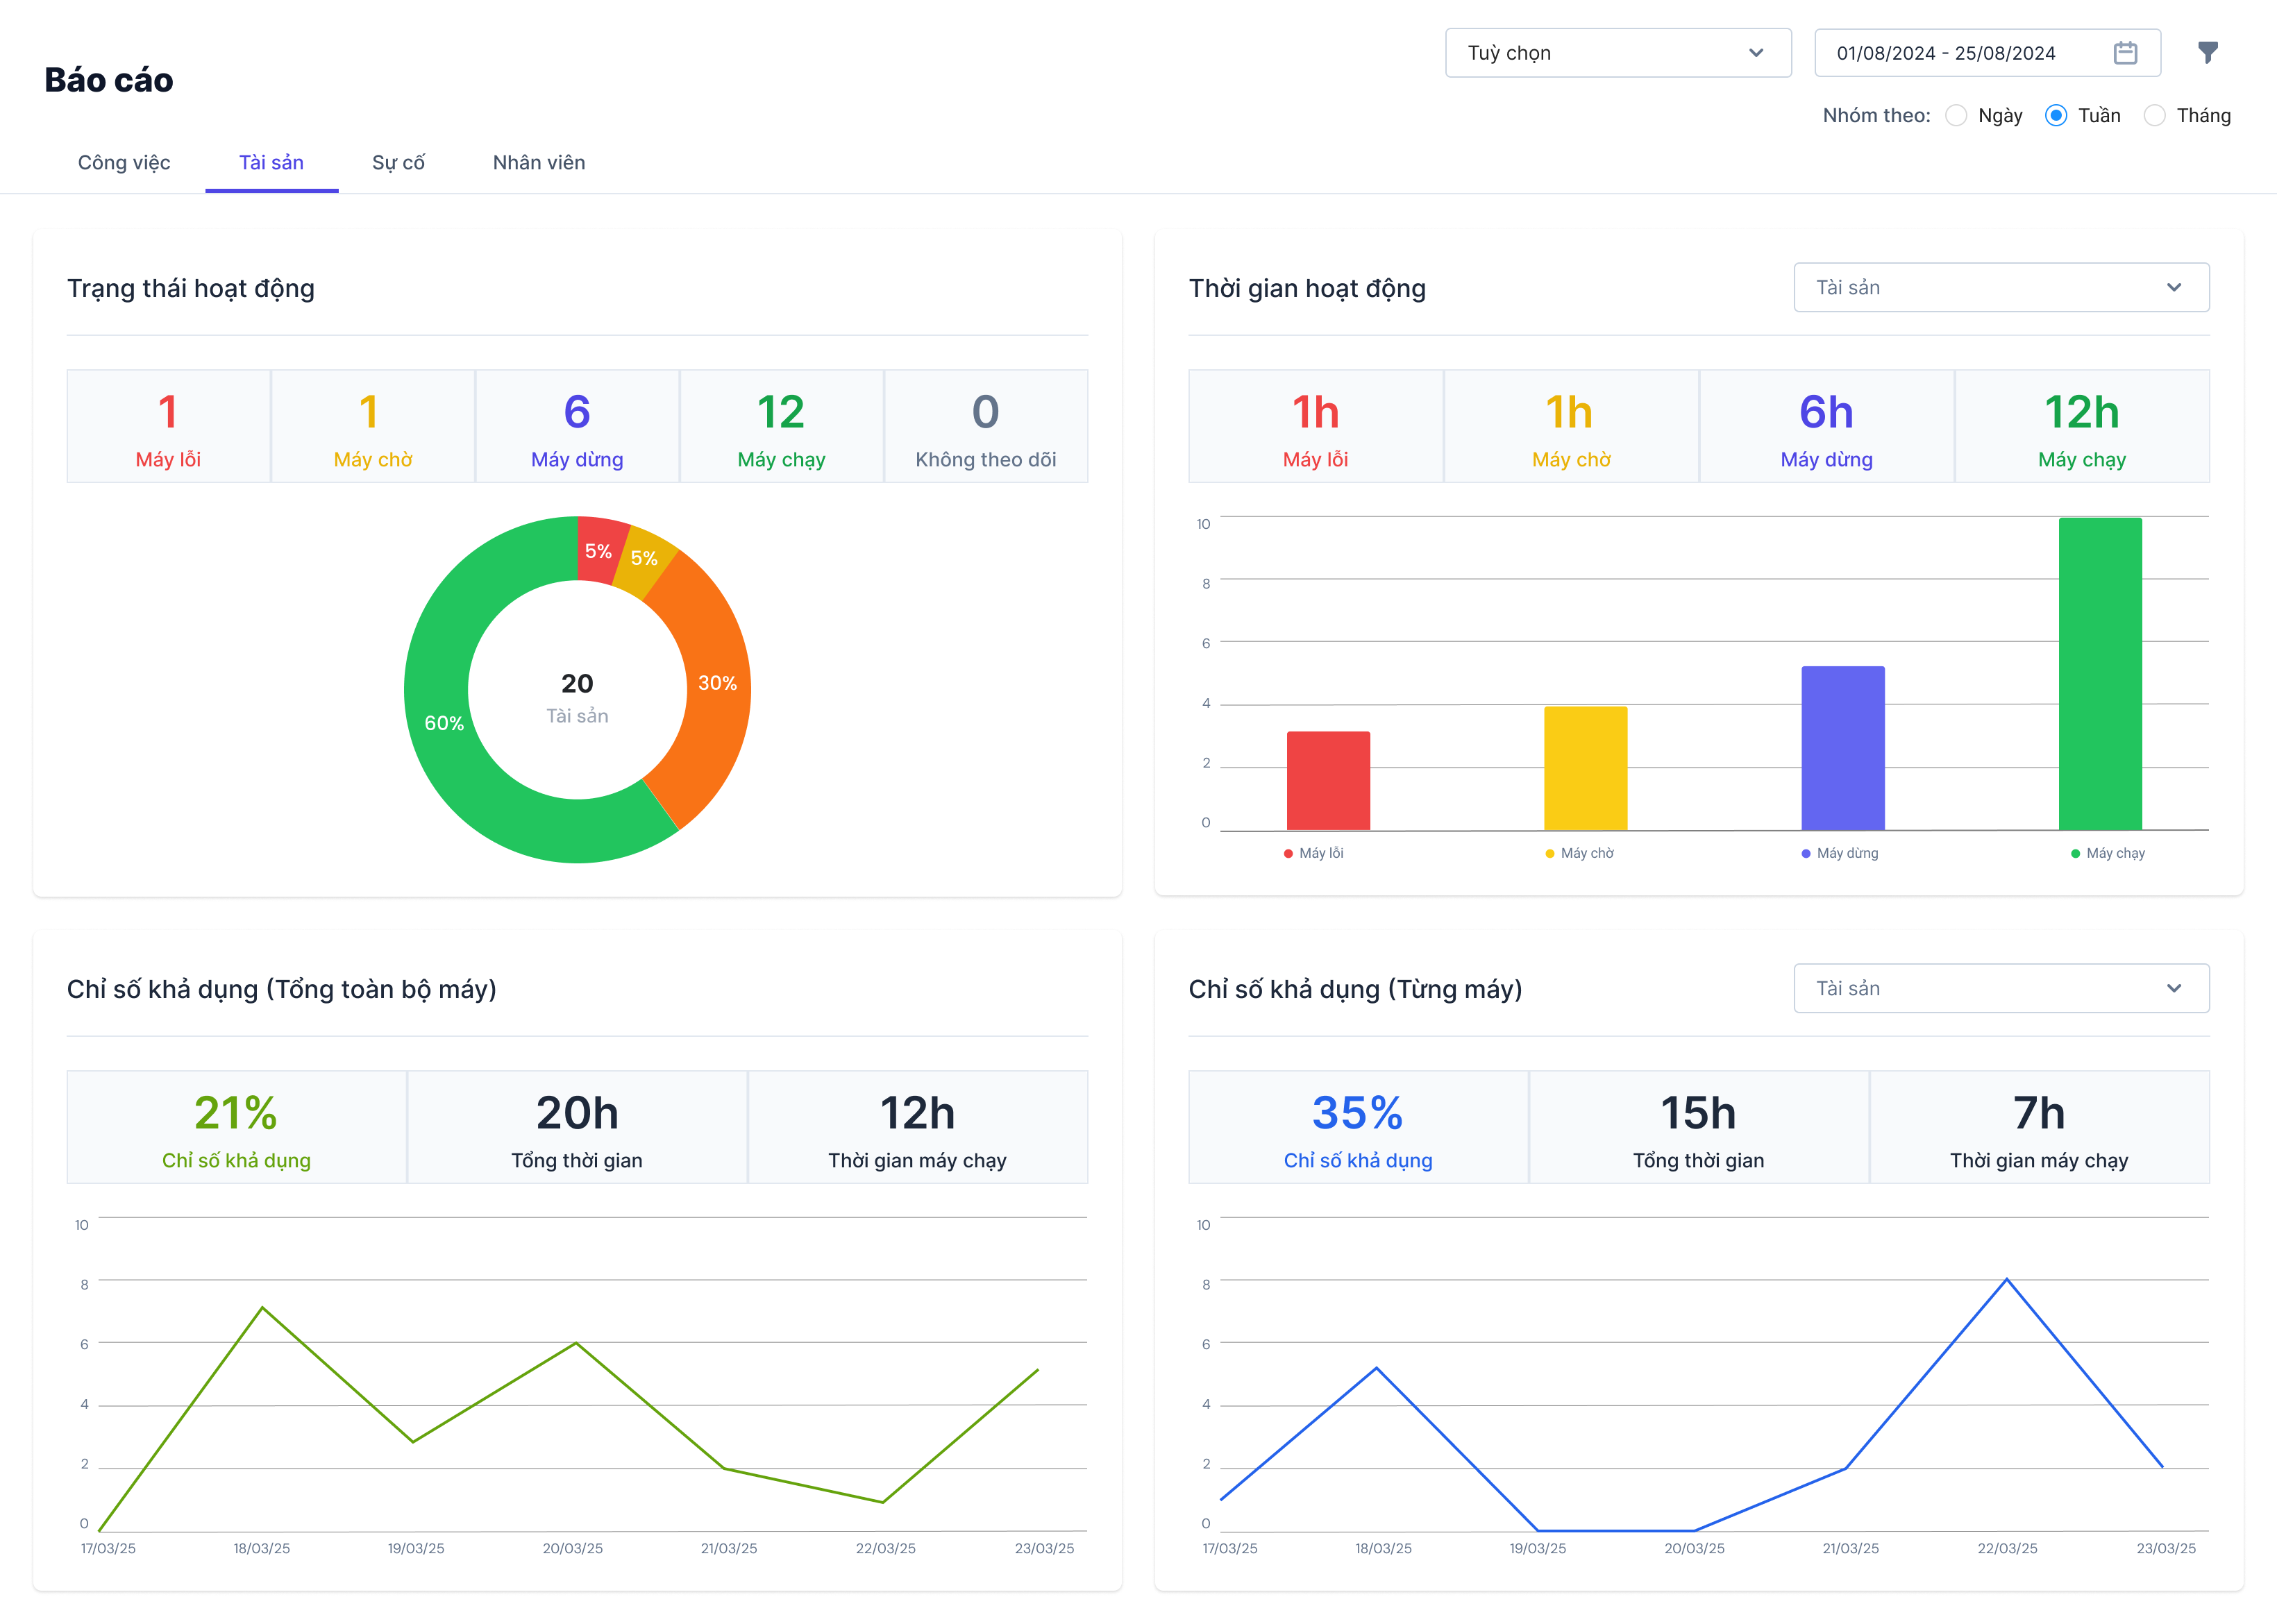 Báo cáo
Tuỳ chọn
01/08/2024 - 25/08/2024
Nhóm theo: Ngày Tuần Tháng
Công việc Tài sản Sự cố Nhân viên
Trạng thái hoạt động
1 1 6 12 0
Máy lỗi Máy chờ Máy dừng Máy chạy Không theo dõi
5%
5%
30%
60%
20
Tài sản
Thời gian hoạt động
Tài sản
1h 1h 6h 12h
Máy lỗi Máy chờ Máy dừng Máy chạy
10
8
6
4
2
0
Máy lỗi Máy chờ Máy dừng Máy chạy
Chỉ số khả dụng (Tổng toàn bộ máy)
21% 20h 12h
Chỉ số khả dụng Tổng thời gian Thời gian máy chạy
10
8
6
4
2
0
17/03/25 18/03/25 19/03/25 20/03/25 21/03/25 22/03/25 23/03/25
Chỉ số khả dụng (Từng máy)
Tài sản
35% 15h 7h
Chỉ số khả dụng Tổng thời gian Thời gian máy chạy
10
8
6
4
2
0
17/03/25 18/03/25 19/03/25 20/03/25 21/03/25 22/03/25 23/03/25